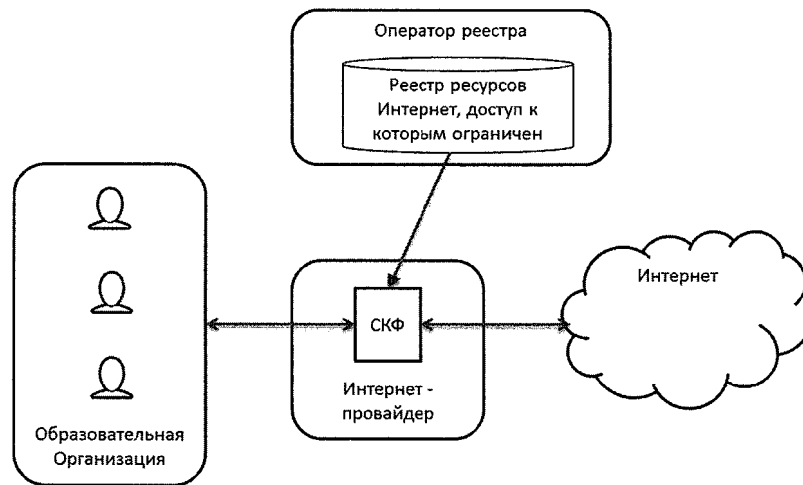 Оператор реестра
Реестр ресурсов
Интернет, доступ к
которым ограничен
Интернет
СКФ
Интернет -
провайдер
Образовательная
Организация